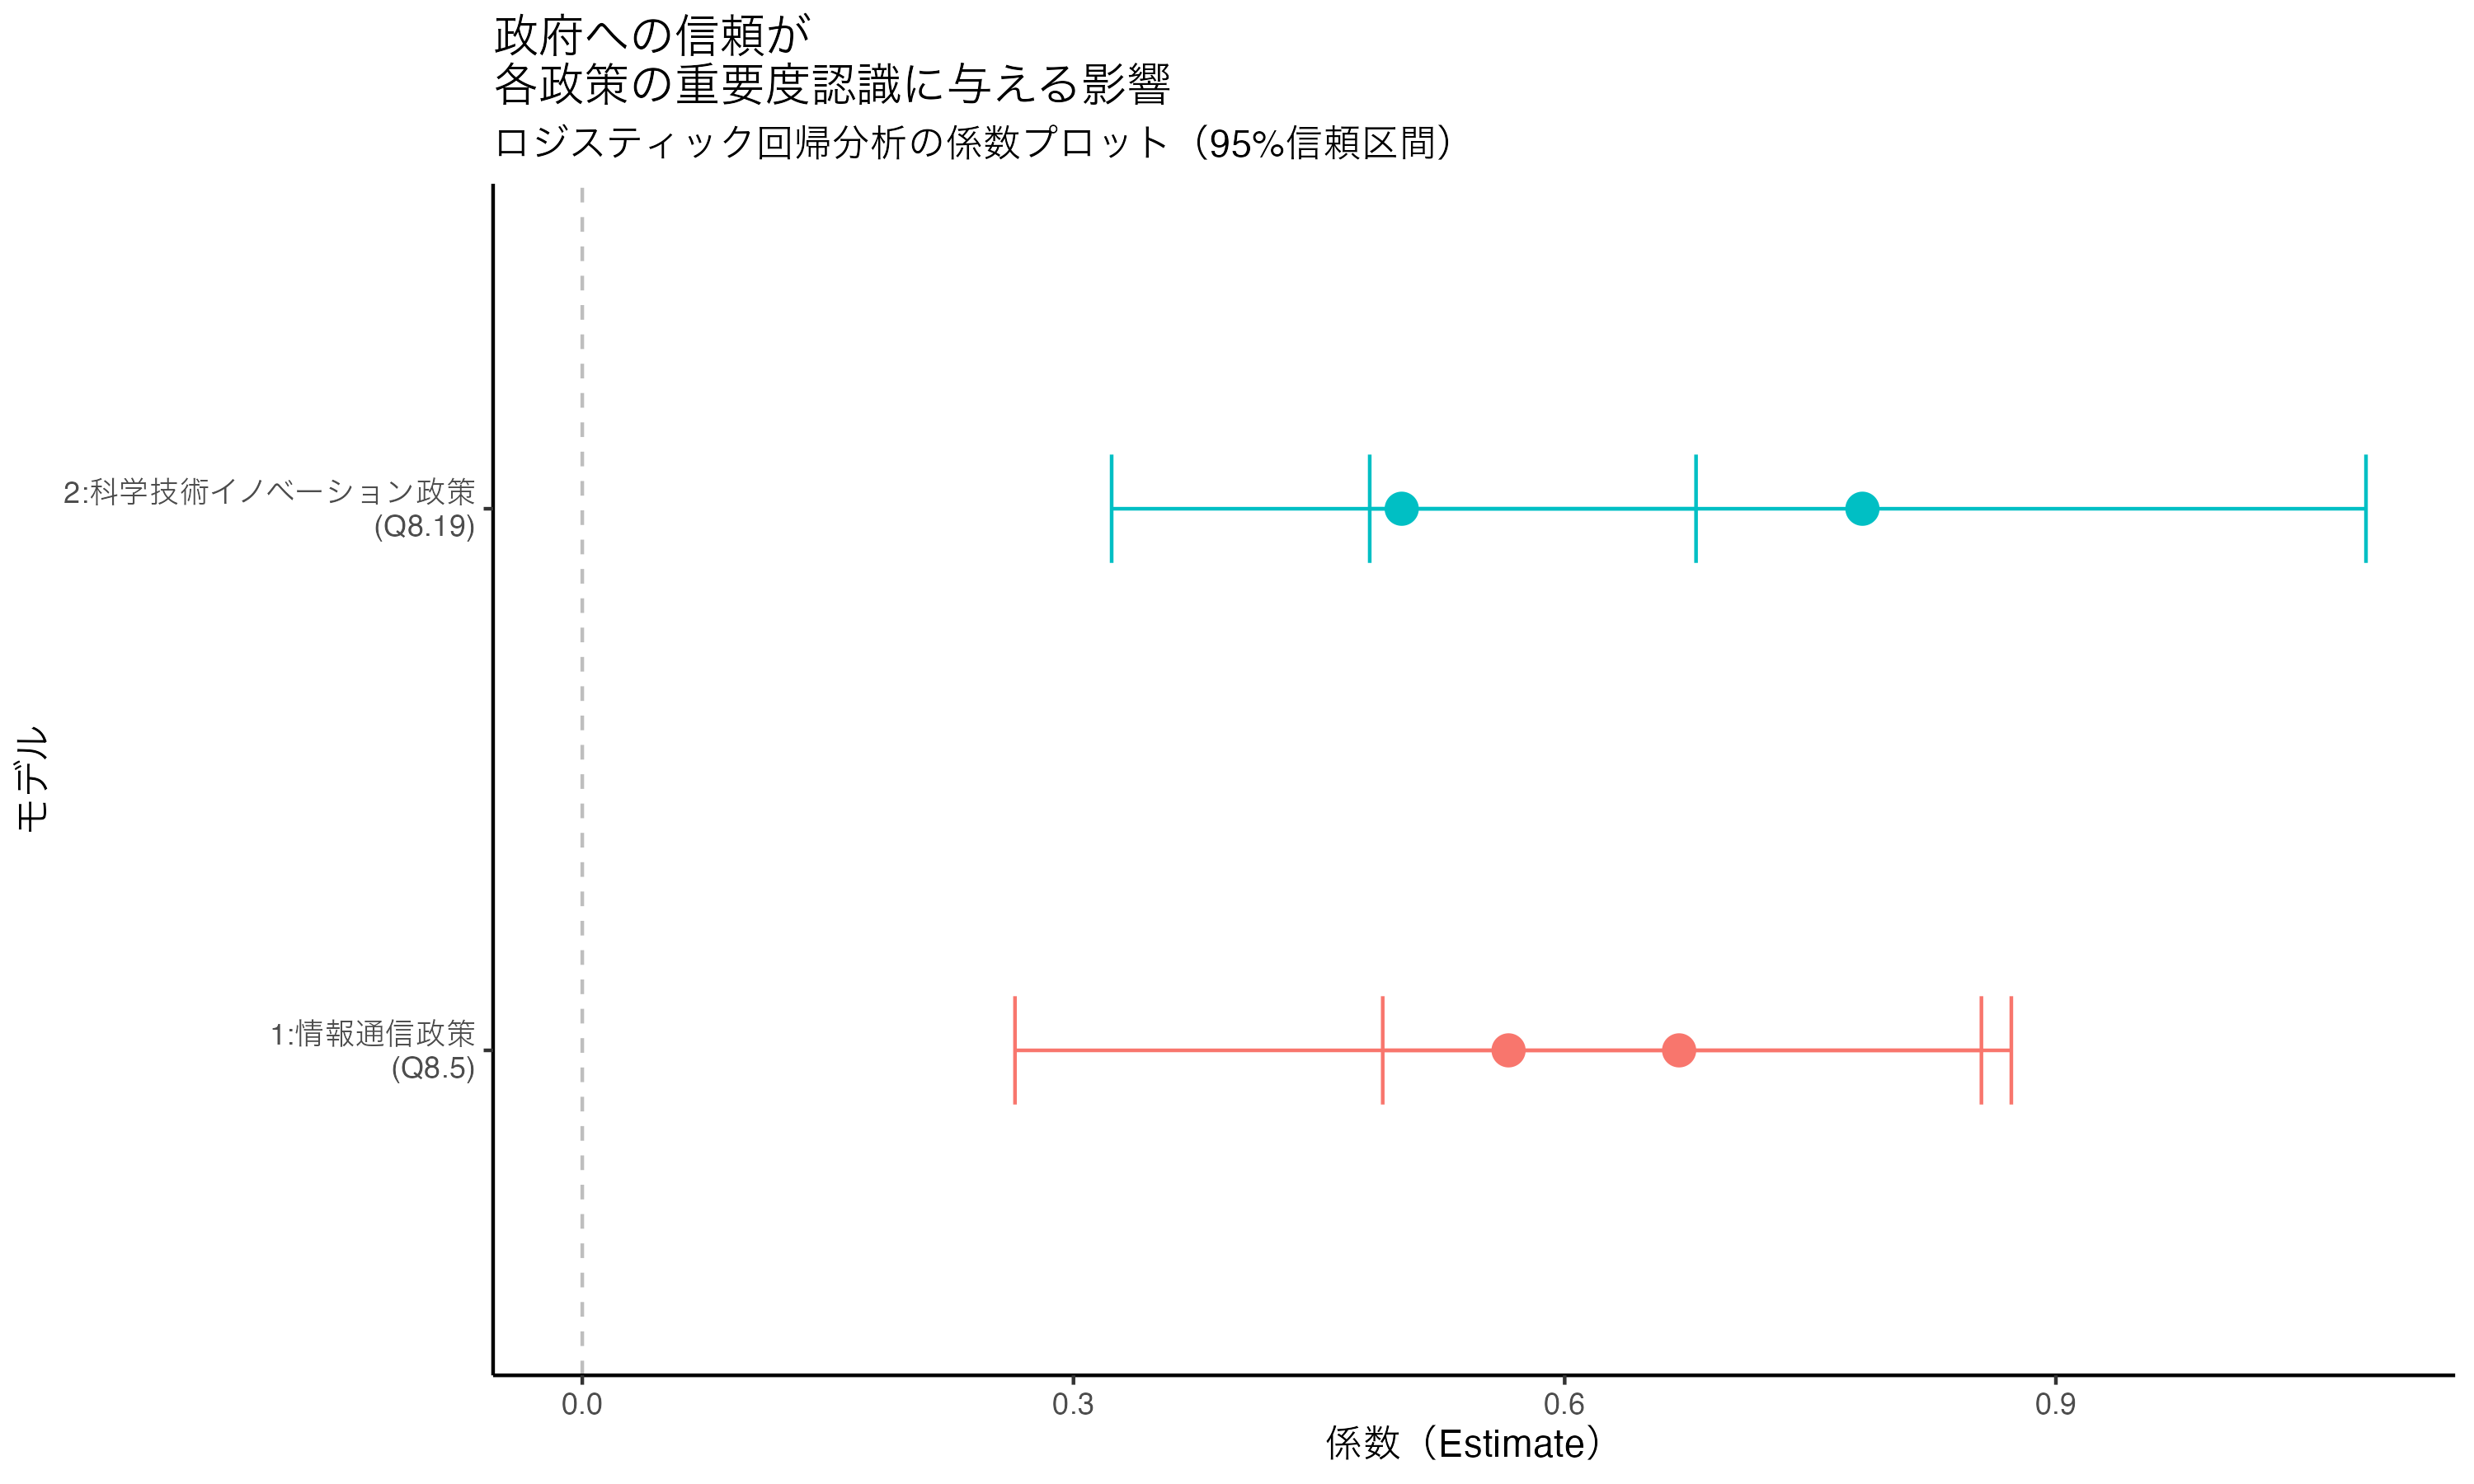 政府への信頼が
各政策の重要度認識に与える影響
ロジスティック回帰分析の係数プロット（95%信頼区間）
モデル
2:科学技術イノベーション政策
(Q8.19)
1:情報通信政策
(Q8.5)
0.0
0.3
0.6
0.9
係数（Estimate）